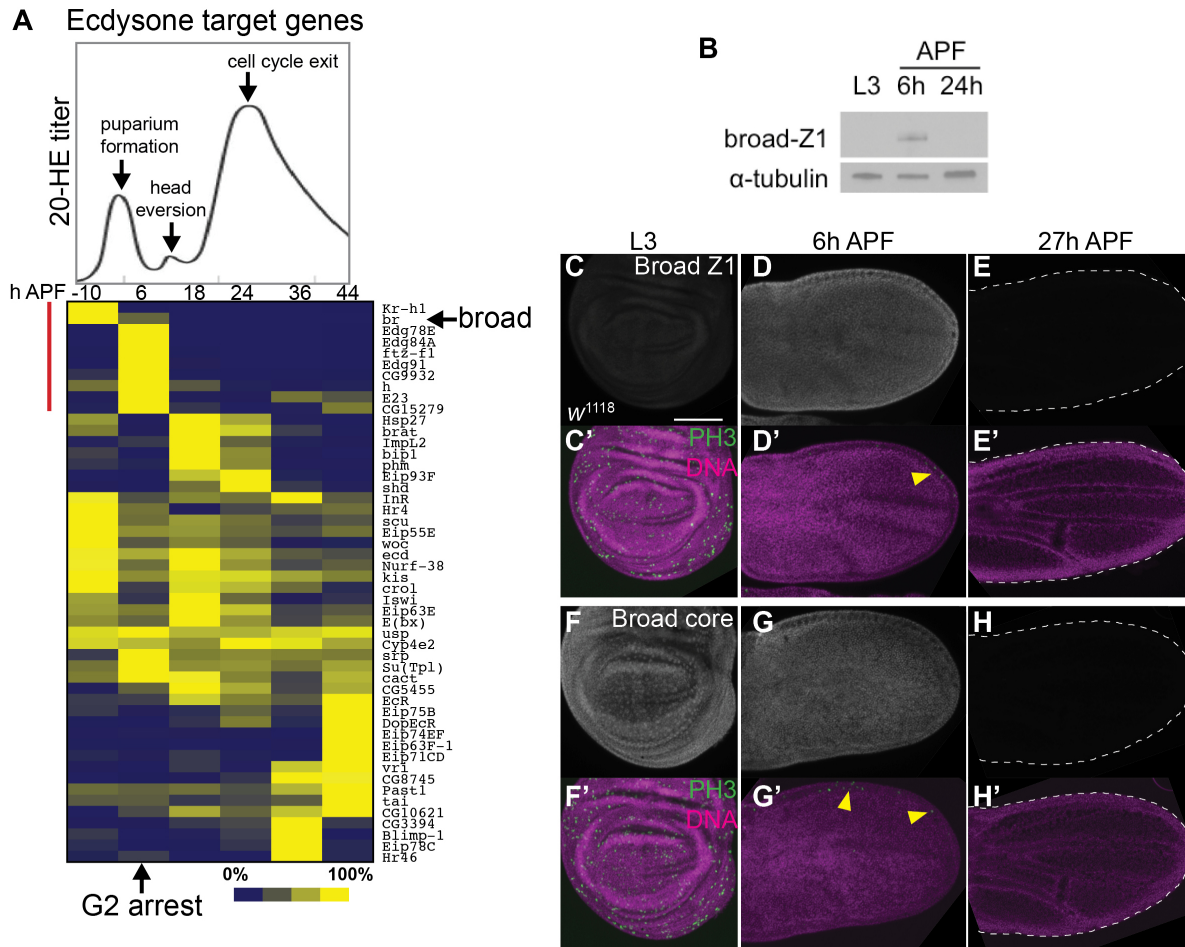 A Ecdysone target genes
20-HE titer
puparium
formation
head
eversion
cell cycle exit
h APF -10 6 18 24 36 44
Kr-h1
br
broad
Edg78E
Edg84A
ftz-f1
Edg91
CG9932
h
E23
CG15279
Hsp27
brat
ImpL2
bip1
phm
Eip93F
shd
InR
Hr4
scu
Eip55E
woc
ecd
Nurf-38
kis
crol
Iswi
Eip63E
E(bx)
usp
Cyp4e2
srp
Su(Tpl)
cact
CG5455
EcR
Eip75B
DopEcR
Eip74EF
Eip63F-1
Eip71CD
vri
CG8745
Past1
tai
CG10621
CG3394
Blimp-1
Eip78C
Hr46
0% 100%
G2 arrest
B
APF
L3 6h 24h
broad-Z1
α-tubulin
L3 6h APF 27h APF
C Broad Z1 D E
w1118
C' PH3 D' E'
DNA
F Broad core G H
F' PH3 G' H'
DNA